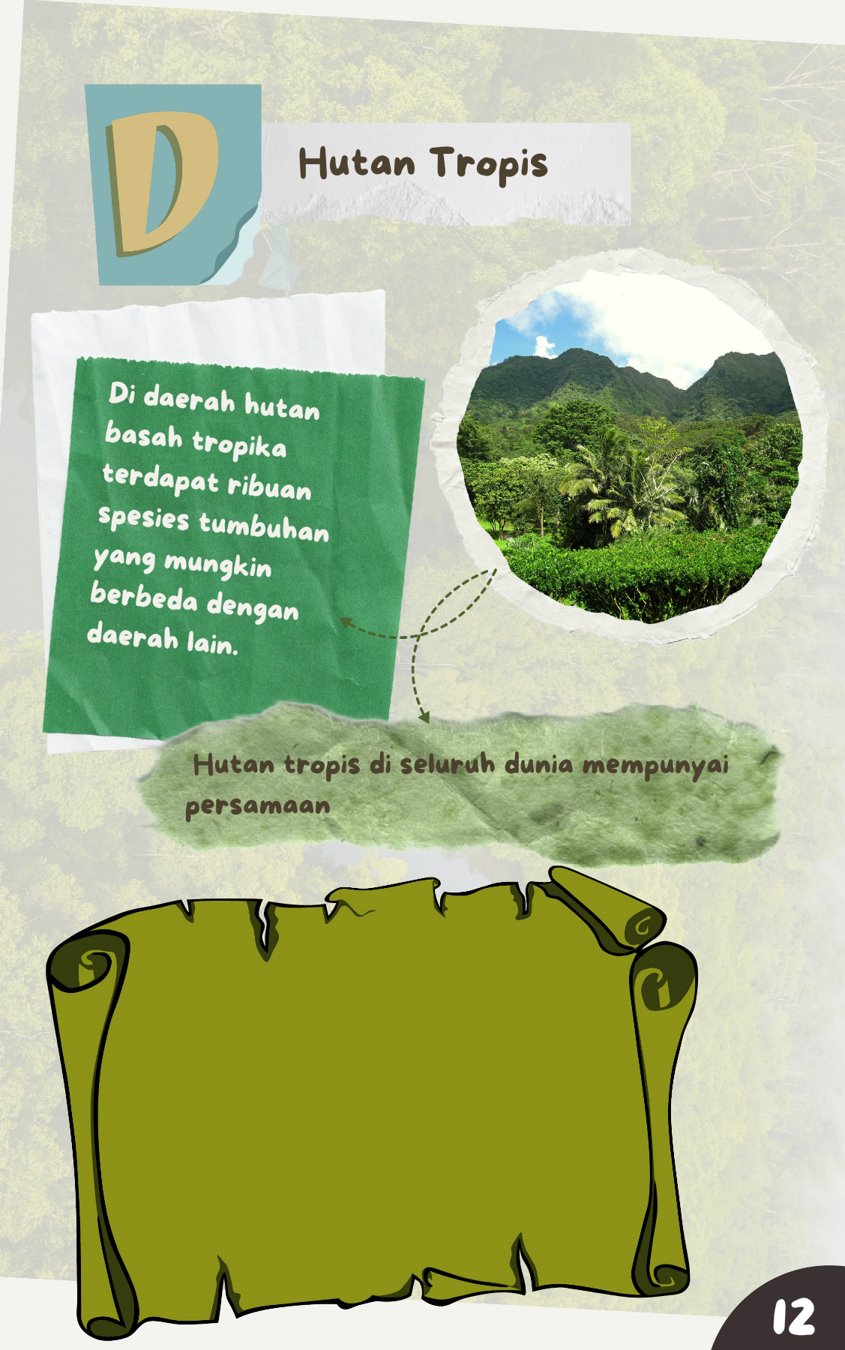 D
Hutan Tropis
Di daerah hutan
basah tropika
terdapat ribuan
spesies tumbuhan
yang mungkin
berbeda dengan
daerah lain.
Hutan tropis di seluruh dunia mempunyai
persamaan
12